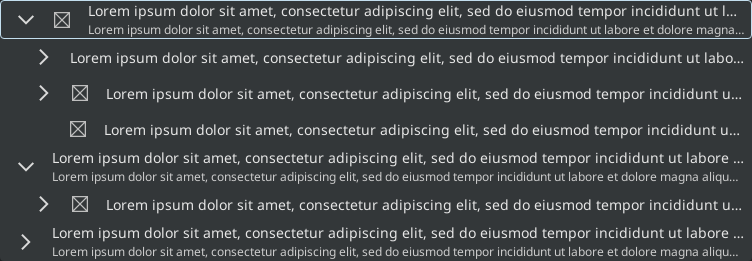 Lorem ipsum dolor sit amet, consectetur adipiscing elit, sed do eiusmod tempor incididunt ut l...
Lorem ipsum dolor sit amet, consectetur adipiscing elit, sed do eiusmod tempor incididunt ut labore et dolore magna...
Lorem ipsum dolor sit amet, consectetur adipiscing elit, sed do eiusmod tempor incididunt ut labo...
Lorem ipsum dolor sit amet, consectetur adipiscing elit, sed do eiusmod tempor incididunt u...
Lorem ipsum dolor sit amet, consectetur adipiscing elit, sed do eiusmod tempor incididunt u...
Lorem ipsum dolor sit amet, consectetur adipiscing elit, sed do eiusmod tempor incididunt ut labore ...
Lorem ipsum dolor sit amet, consectetur adipiscing elit, sed do eiusmod tempor incididunt ut labore et dolore magna aliqu...
Lorem ipsum dolor sit amet, consectetur adipiscing elit, sed do eiusmod tempor incididunt u...
Lorem ipsum dolor sit amet, consectetur adipiscing elit, sed do eiusmod tempor incididunt ut labore ...
Lorem ipsum dolor sit amet, consectetur adipiscing elit, sed do eiusmod tempor incididunt ut labore et dolore magna aliqu...